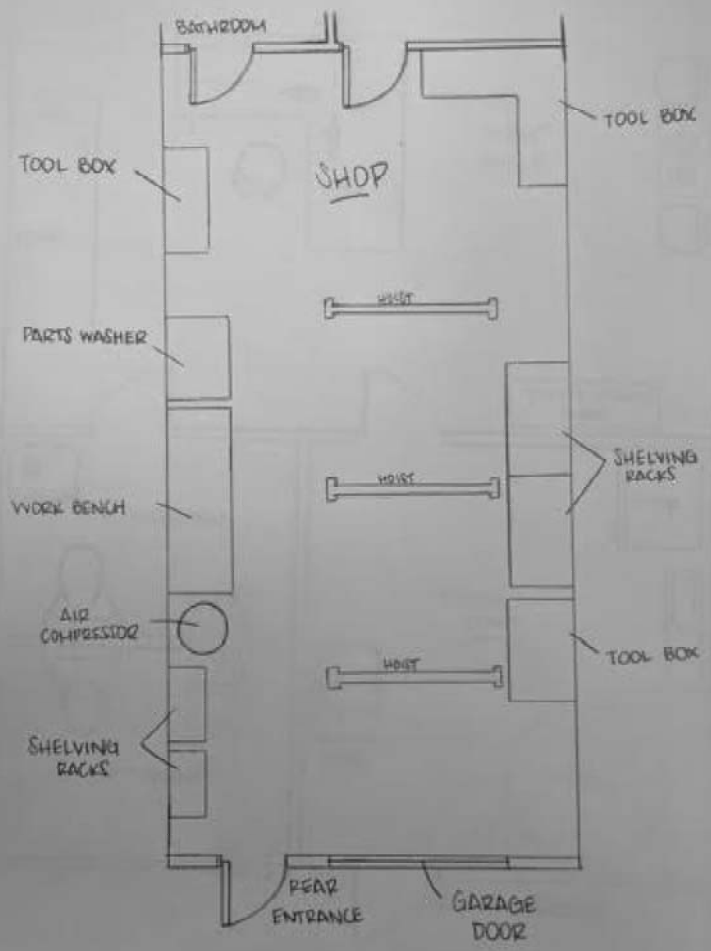 BATHROOM
TOOL BOX
TOOL BOX
SHOP
HOIST
PARTS WASHER
SHELVING
RACKS
HOIST
WORK BENCH
AIR
COMPRESSOR
HOIST
TOOL BOX
SHELVING
RACKS
REAR
ENTRANCE
GARAGE
DOOR